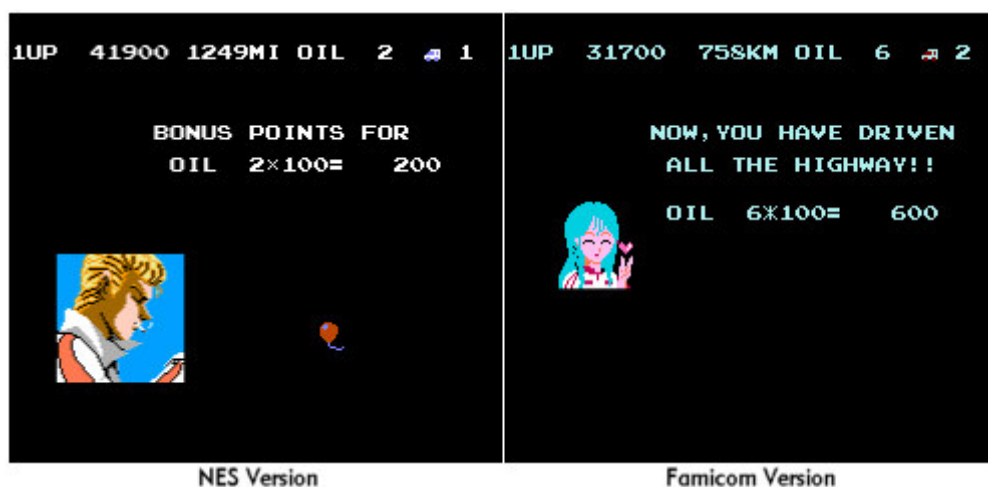 1UP 41900 1249MI OIL 2 1
BONUS POINTS FOR
OIL 2×100= 200
NES Version
1UP 31700 758KM OIL 6 2
NOW,YOU HAVE DRIVEN
ALL THE HIGHWAY!!
OIL 6×100= 600
Famicom Version